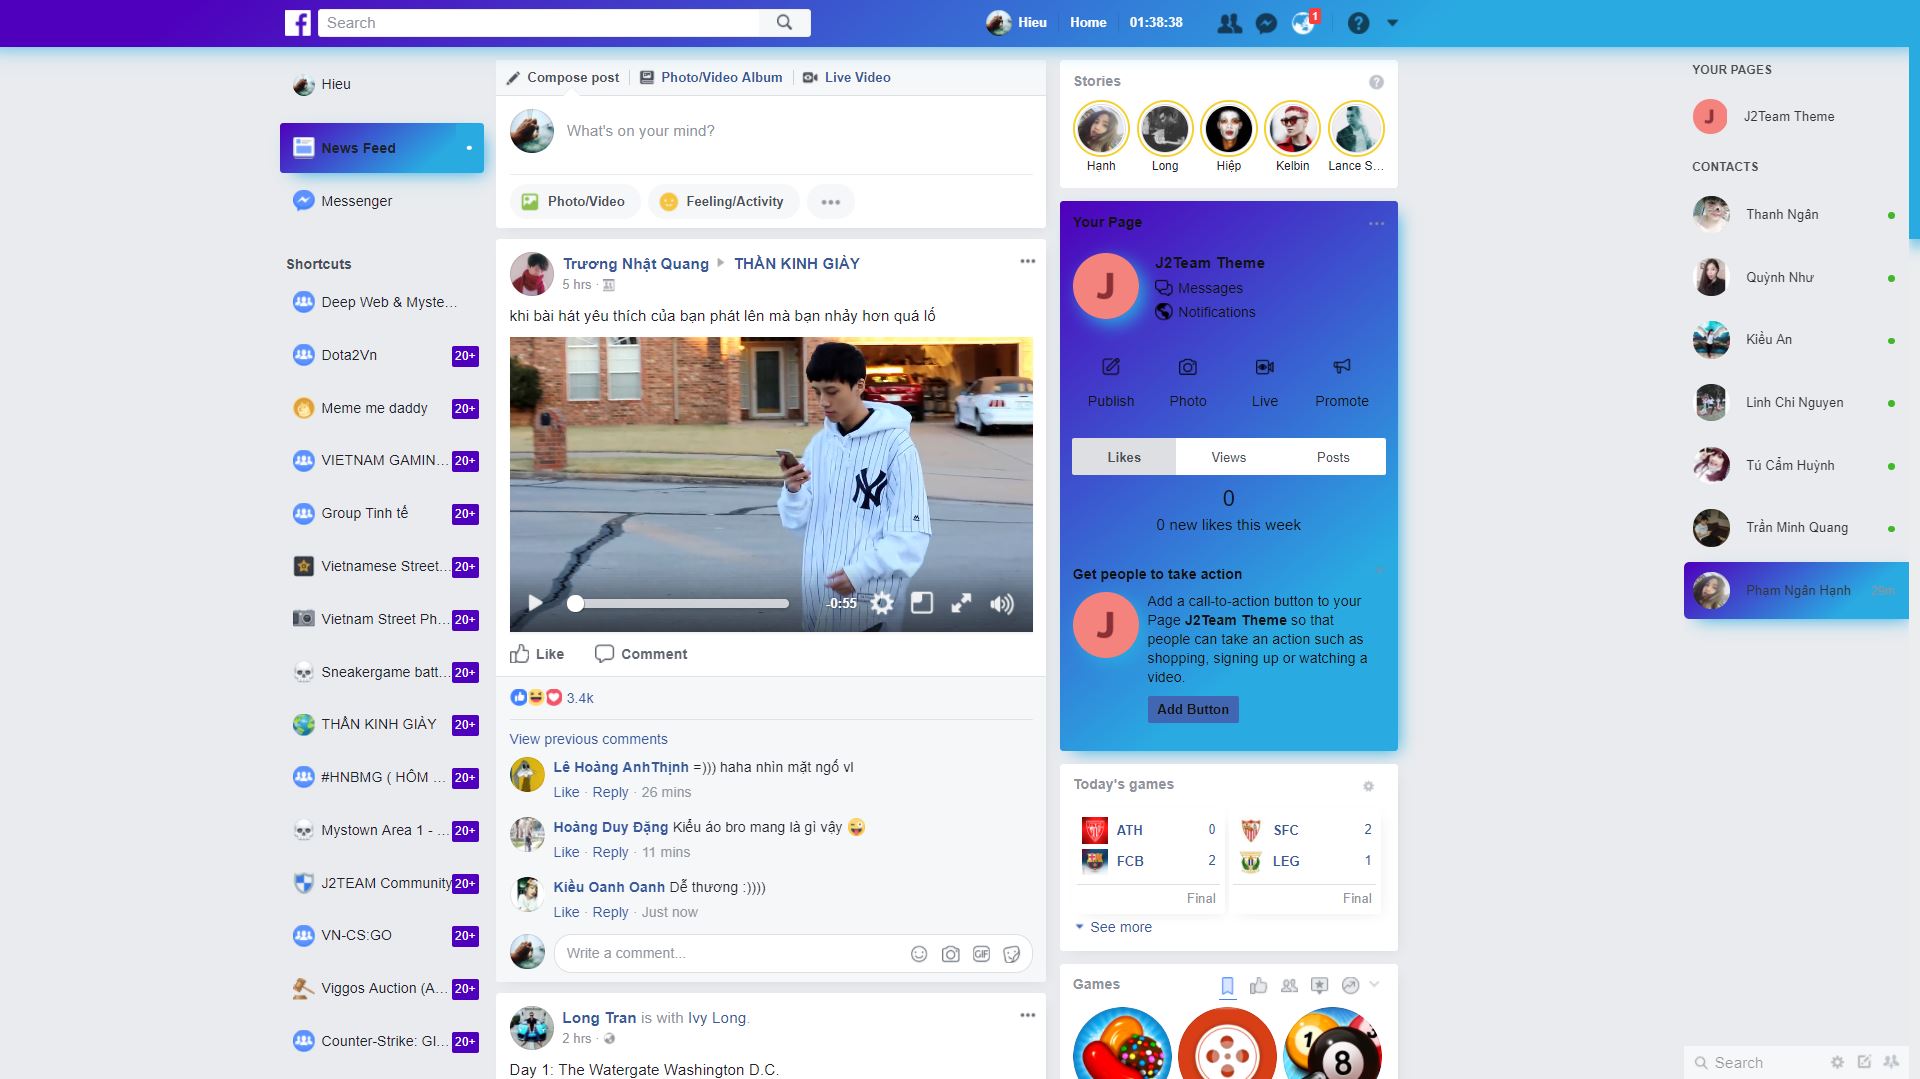 Search
Hieu
Home
01:38:38
1
Hieu
News Feed
Messenger
Shortcuts
Deep Web & Myste...
Dota2Vn 20+
Meme me daddy 20+
VIETNAM GAMIN... 20+
Group Tinh tế 20+
Vietnamese Street... 20+
Vietnam Street Ph... 20+
Sneakergame batt... 20+
THẦN KINH GIÀY 20+
#HNBMG ( HÔM ... 20+
Mystown Area 1 - ... 20+
J2TEAM Community 20+
VN-CS:GO 20+
Viggos Auction (A... 20+
Counter-Strike: Gl... 20+
Compose post
Photo/Video Album
Live Video
What's on your mind?
Photo/Video
Feeling/Activity
Trương Nhật Quang THẦN KINH GIÀY
5 hrs ·
khi bài hát yêu thích của bạn phát lên mà bạn nhảy hơn quá lố
-0:55
Like
Comment
3.4k
View previous comments
Lê Hoàng AnhThịnh =))) haha nhìn mặt ngố vl
Like · Reply · 26 mins
Hoàng Duy Đặng Kiểu áo bro mang là gì vậy 😜
Like · Reply · 11 mins
Kiều Oanh Oanh Dễ thương :))))
Like · Reply · Just now
Write a comment...
GIF
Long Tran is with Ivy Long.
2 hrs ·
Day 1: The Watergate Washington D.C.
Stories
Hạnh
Long
Hiệp
Kelbin
Lance S...
Your Page
J
J2Team Theme
Messages
Notifications
Publish
Photo
Live
Promote
Likes
Views
Posts
0
0 new likes this week
Get people to take action
J
Add a call-to-action button to your
Page J2Team Theme so that
people can take an action such as
shopping, signing up or watching a
video.
Add Button
Today's games
ATH 0
FCB 2
Final
SFC 2
LEG 1
Final
See more
Games
1
8
YOUR PAGES
J
J2Team Theme
CONTACTS
Thanh Ngân
Quỳnh Như
Kiều An
Linh Chi Nguyen
Tú Cẩm Huỳnh
Trần Minh Quang
Phạm Ngân Hạnh 29m
Search